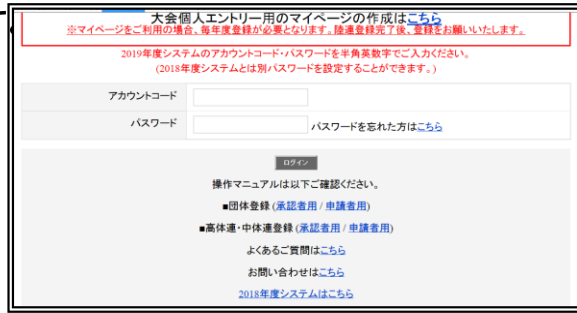 大会個人エントリー用のマイページの作成はこちら
※マイページをご利用の場合、毎年度登録が必要となります。陸連登録完了後、登録をお願いいたします。
2019年度システムのアカウントコード・パスワードを半角英数字でご入力ください。
(2018年度システムとは別パスワードを設定することができます。)
アカウントコード
パスワード パスワードを忘れた方はこちら
ログイン
操作マニュアルは以下ご確認ください。
■団体登録 (承認者用 / 申請者用)
■高体連・中体連登録 (承認者用 / 申請者用)
よくあるご質問はこちら
お問い合わせはこちら
2018年度システムはこちら